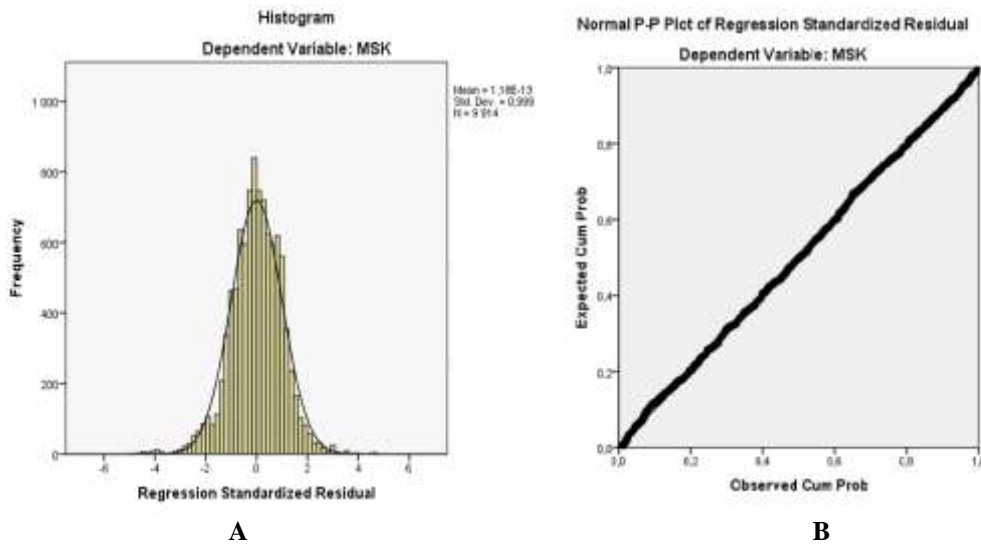 Histogram
Dependent Variable: MSK
Mean = 1,18E-13
Std. Dev. = 0,999
N = 9 914
1 000
800
600
400
200
0
Frequency
-6 -4 -2 0 2 4 6
Regression Standardized Residual
A
Normal P-P Plot of Regression Standardized Residual
Dependent Variable: MSK
1,0
0,8
0,6
0,4
0,2
0,0
Expected Cum Prob
0,0 0,2 0,4 0,6 0,8 1,0
Observed Cum Prob
B